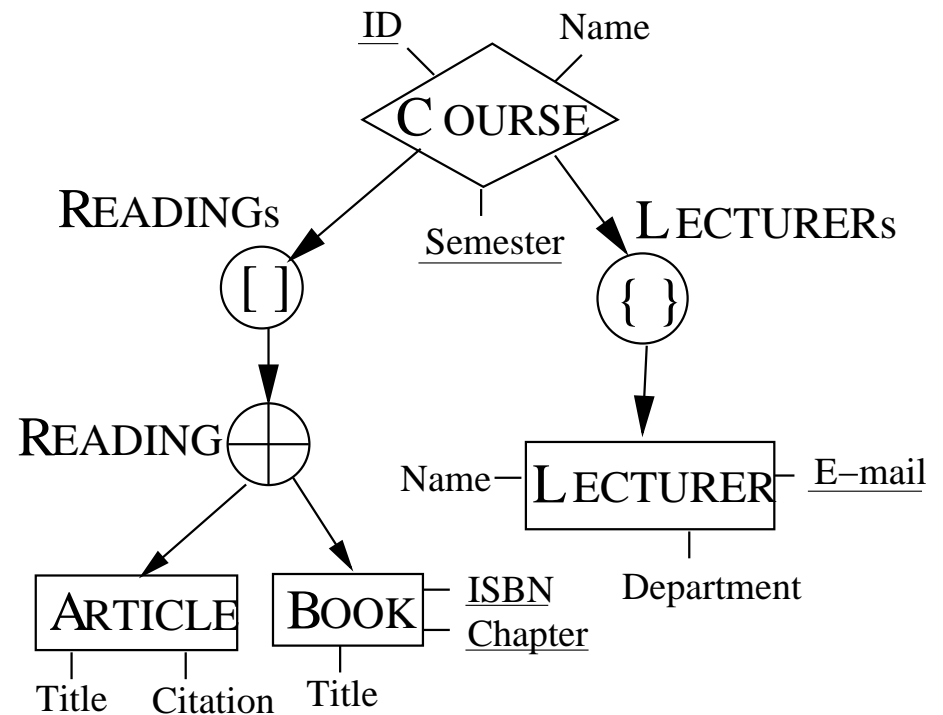 ID
Name
COURSE
READINGs
LECTURERs
Semester
[ ]
{ }
READING
Name
LECTURER
E-mail
Department
ARTICLE
BOOK
ISBN
Chapter
Title
Citation
Title